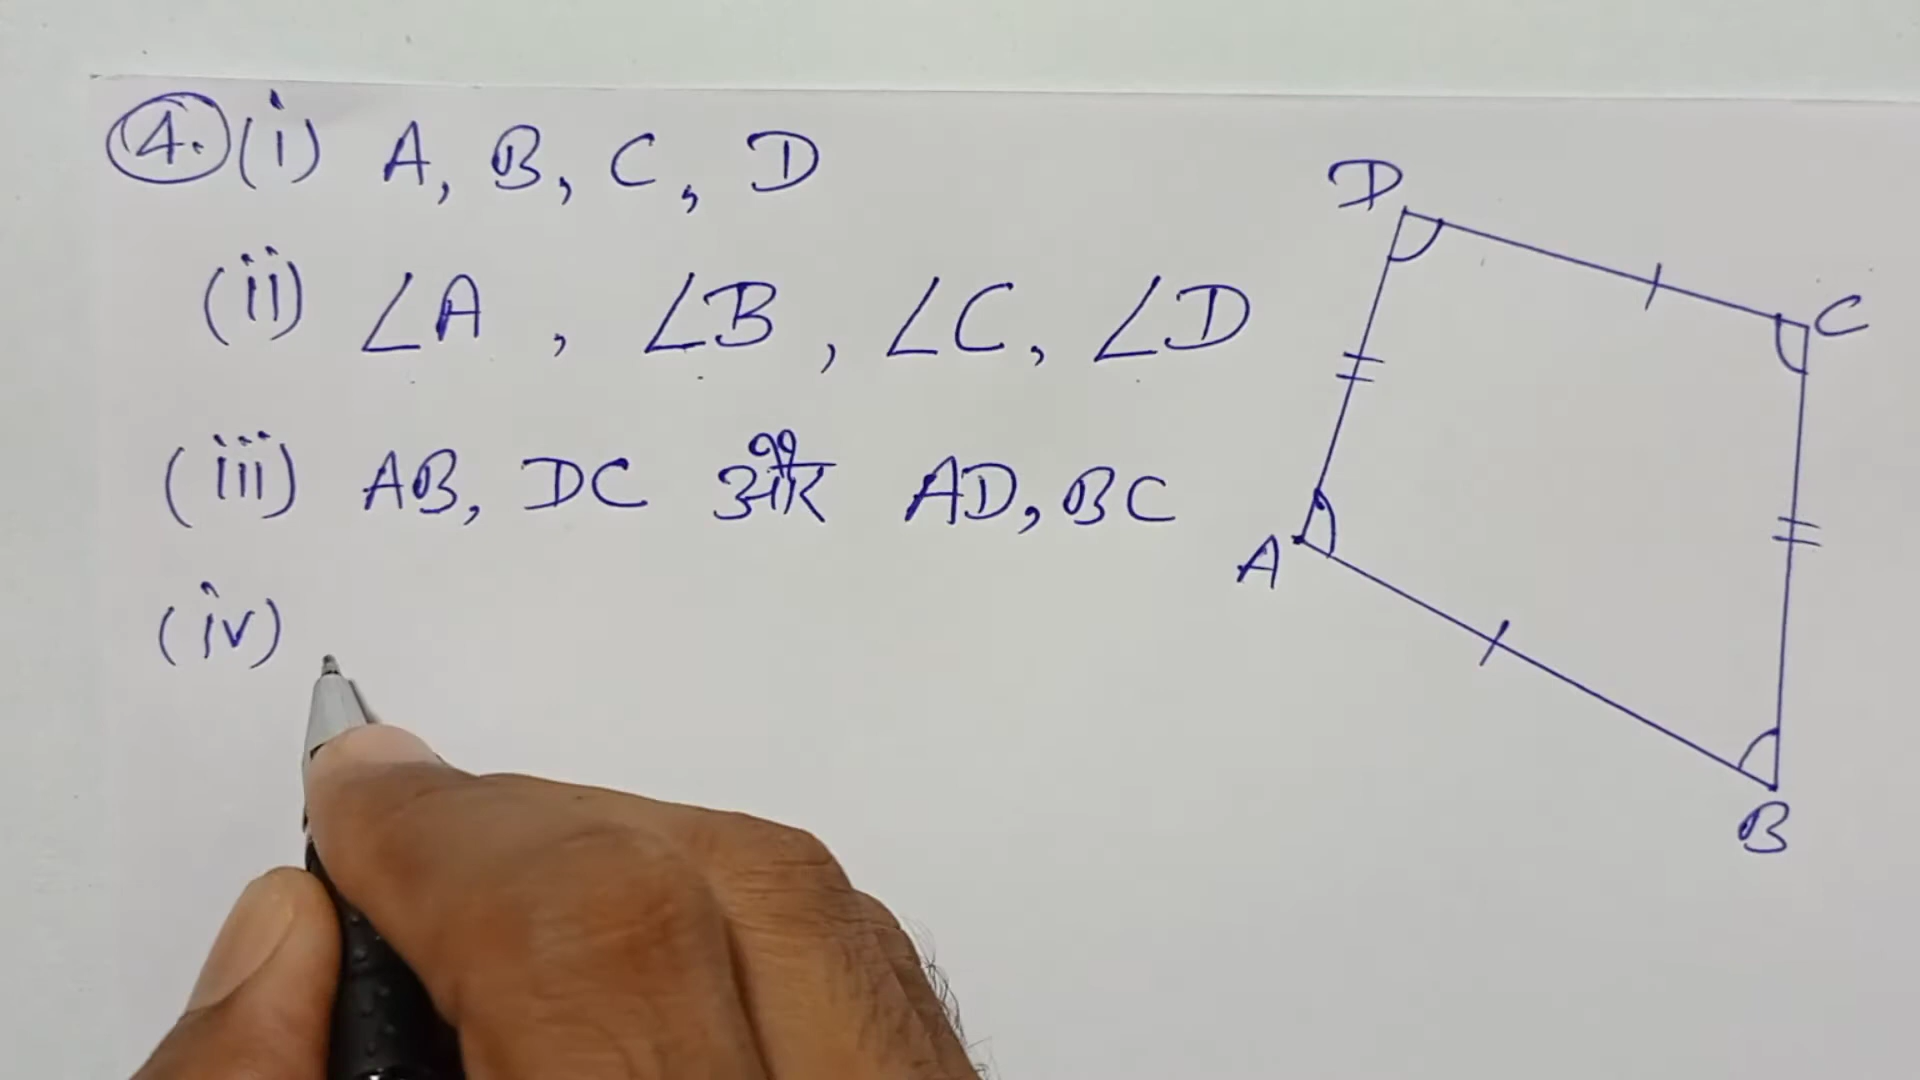 4. (i) A, B, C, D
(ii) ∠A , ∠B , ∠C, ∠D
(iii) AB, DC और AD, BC
(iv)
D
C
A
B